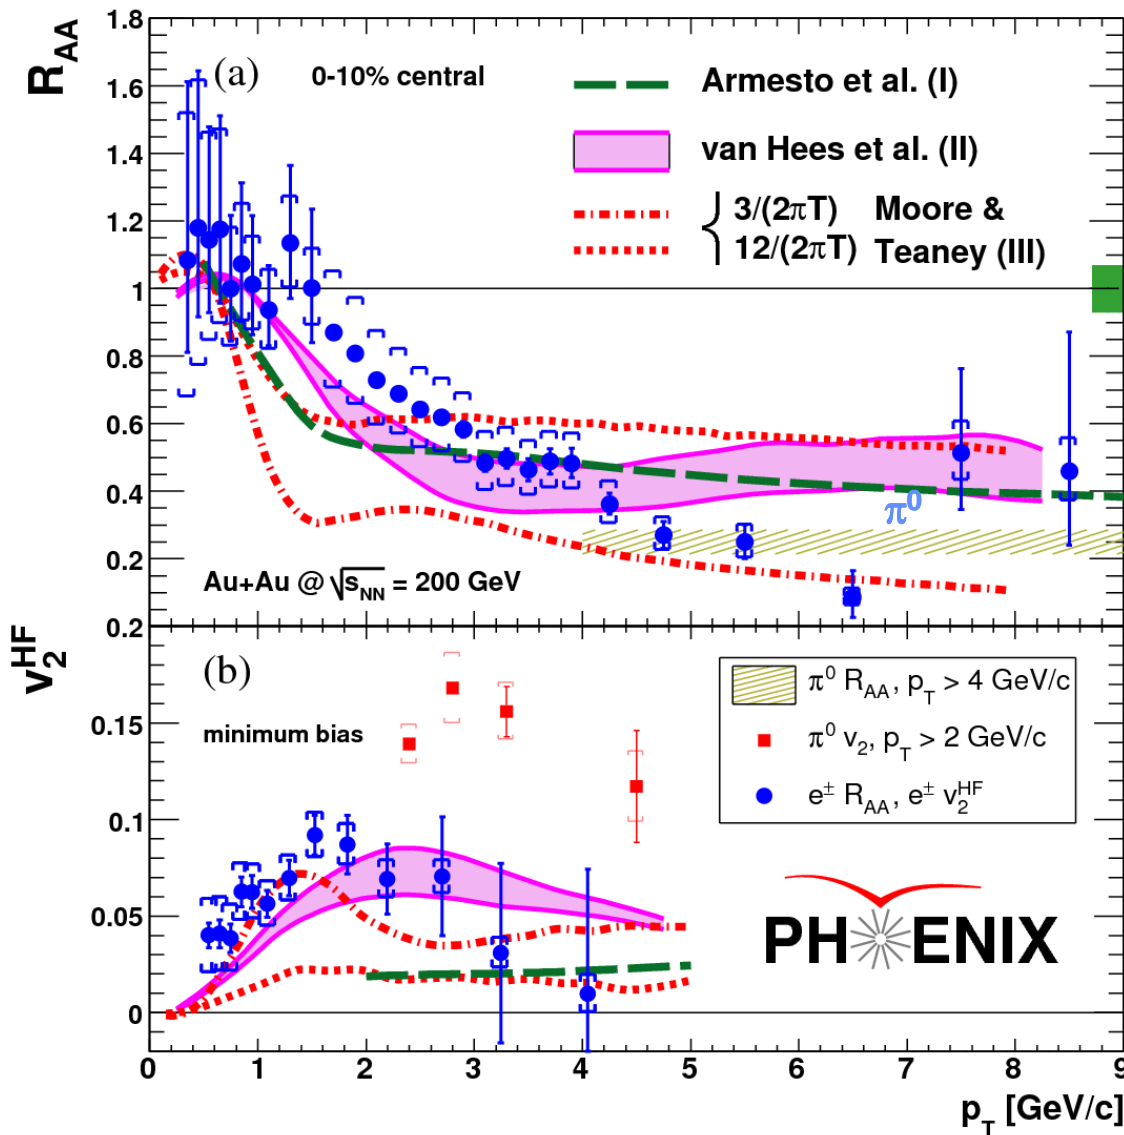 R_AA
1.8
1.6
1.4
1.2
1
0.8
0.6
0.4
0.2
(a)
0-10% central
Armesto et al. (I)
van Hees et al. (II)
3/(2πT) Moore &
12/(2πT) Teaney (III)
π⁰
Au+Au @ √s_NN = 200 GeV
v_2^HF
0.2
0.15
0.1
0.05
0
(b)
minimum bias
π⁰ R_AA, p_T > 4 GeV/c
π⁰ v_2, p_T > 2 GeV/c
e± R_AA, e± v_2^HF
PHENIX
0 1 2 3 4 5 6 7 8 9
p_T [GeV/c]